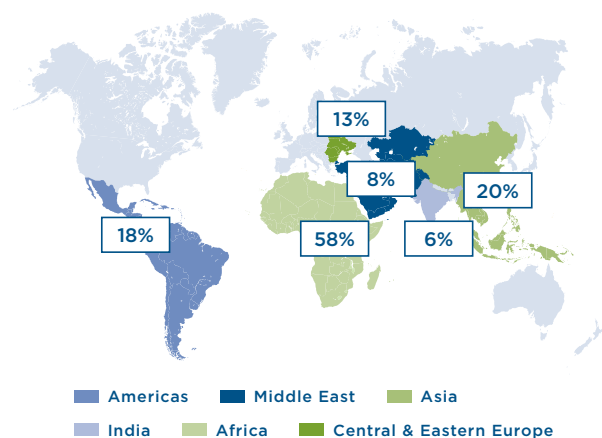 13%
8%
20%
18%
58%
6%
Americas
Middle East
Asia
India
Africa
Central & Eastern Europe